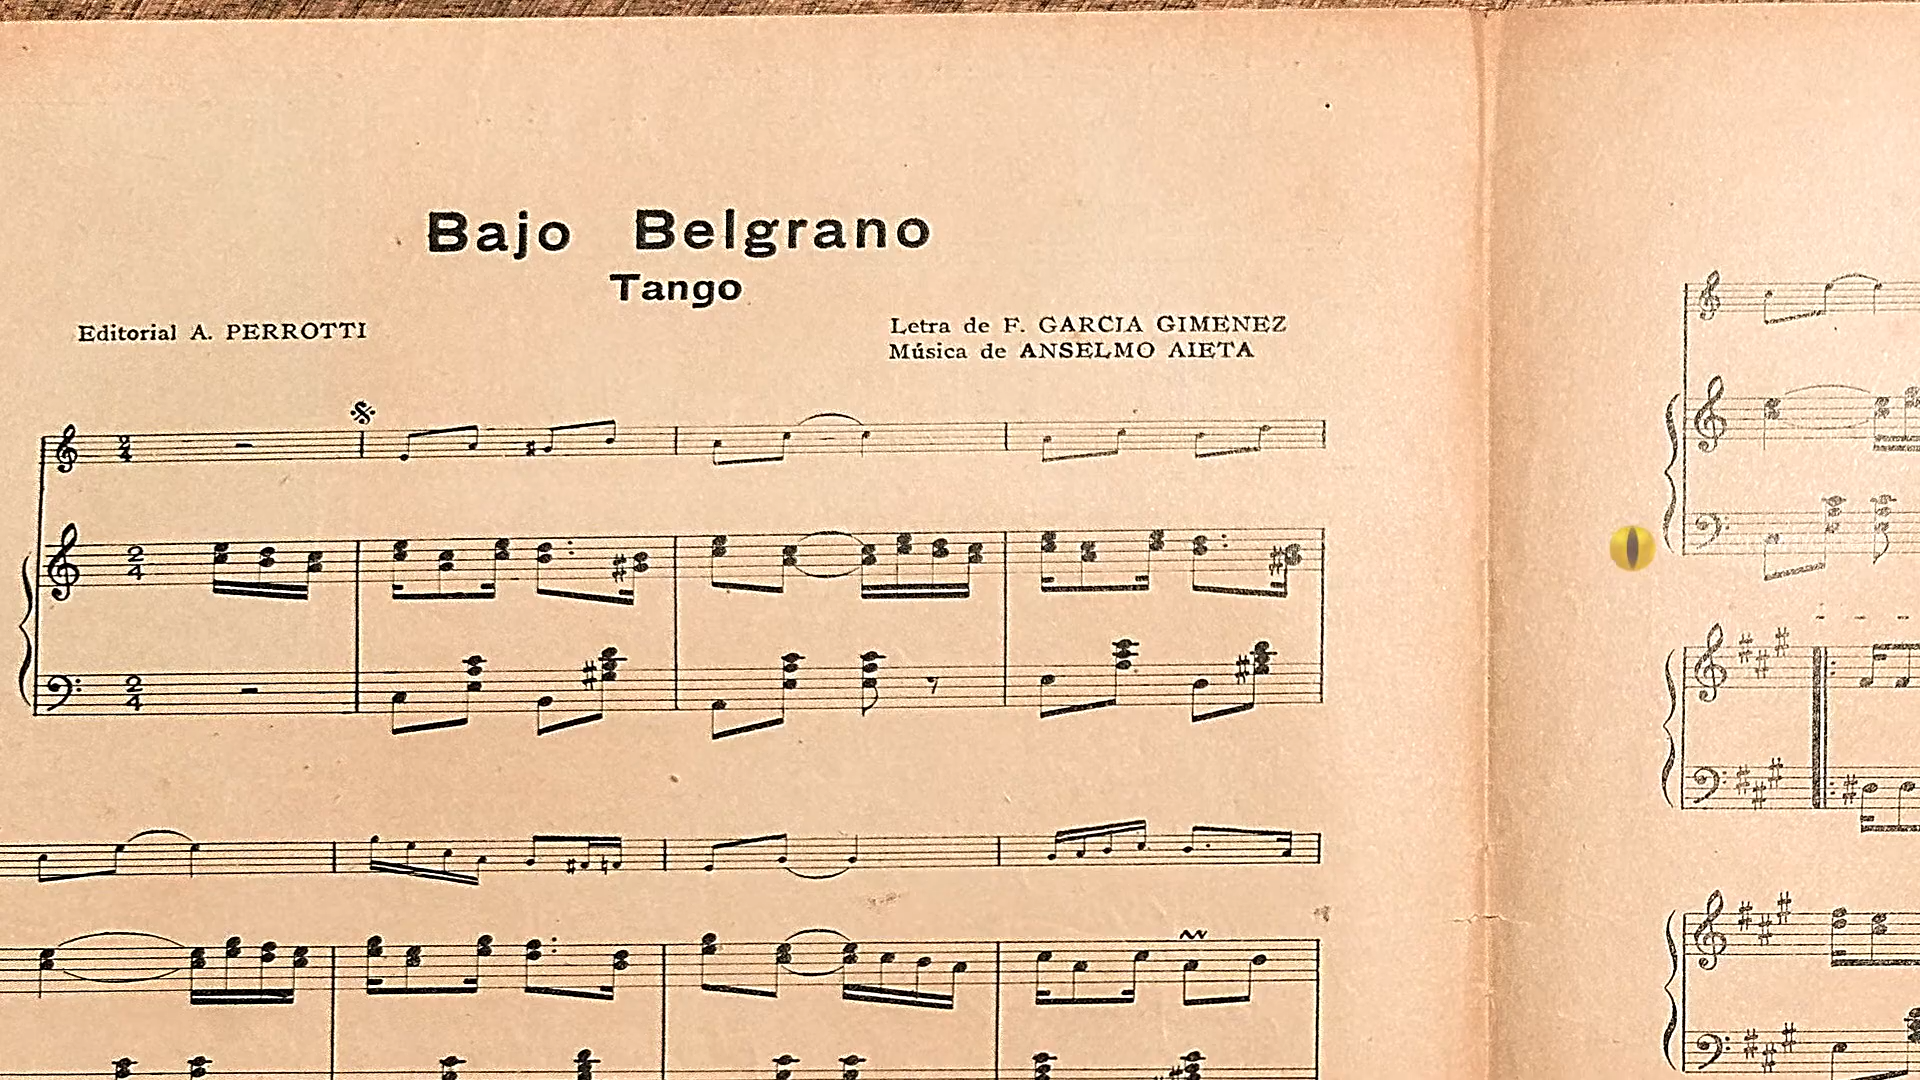 Bajo Belgrano
Tango
Editorial A. PERROTTI
Letra de F. GARCIA GIMENEZ
Música de ANSELMO AIETA